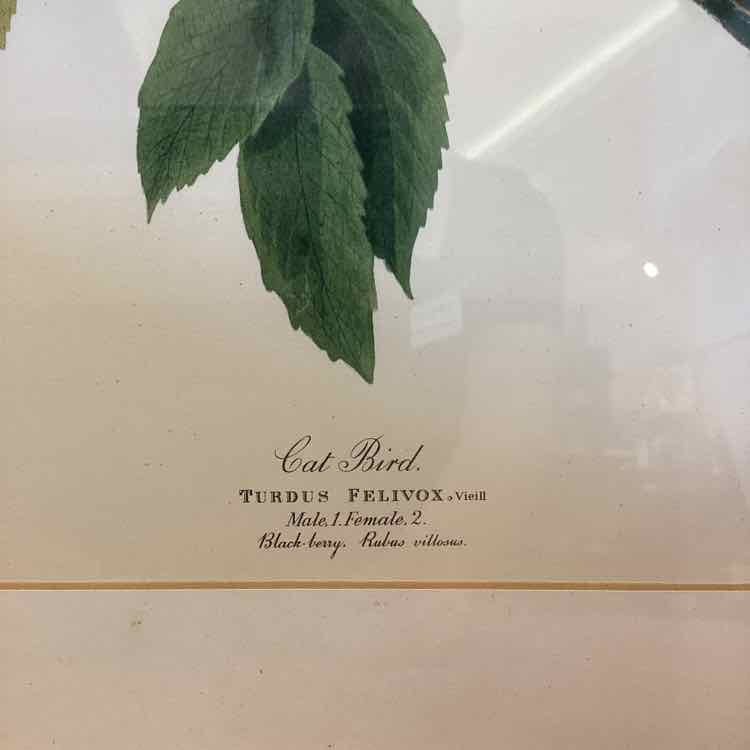 Cat Bird.
TURDUS FELIVOX, Vieill
Male, 1. Female, 2.
Black-berry. Rubus villosus.